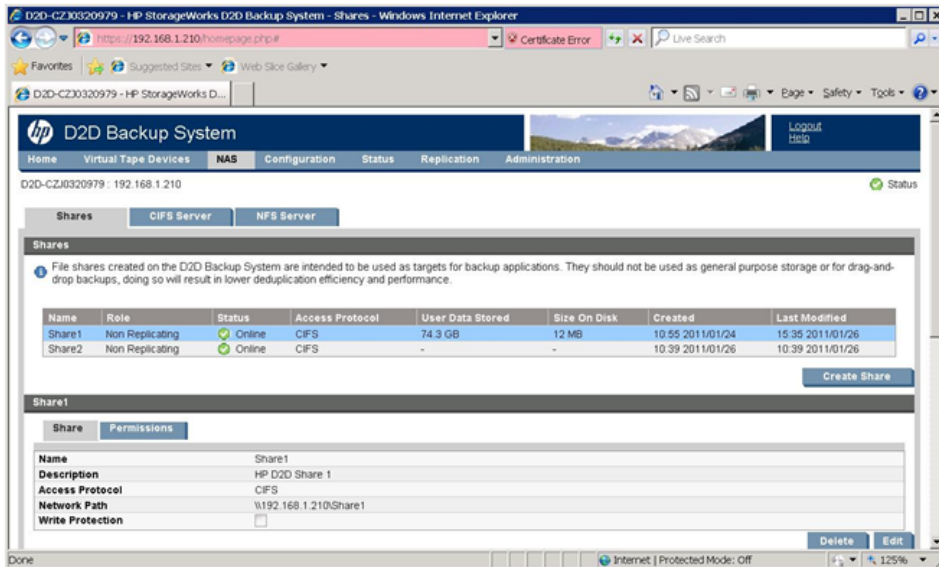 D2D-CZJ0320979 - HP StorageWorks D2D Backup System - Shares - Windows Internet Explorer
https://192.168.1.210/homepage.php#
Certificate Error
Live Search
Favorites
Suggested Sites
Web Slice Gallery
D2D-CZJ0320979 - HP StorageWorks D...
Page
Safety
Tools
hp
D2D Backup System
Logout
Help
Home
Virtual Tape Devices
NAS
Configuration
Status
Replication
Administration
D2D-CZJ0320979 : 192.168.1.210
Status
Shares
CIFS Server
NFS Server
Shares
File shares created on the D2D Backup System are intended to be used as targets for backup applications. They should not be used as general purpose storage or for drag-and-
drop backups, doing so will result in lower deduplication efficiency and performance.
Name Role Status Access Protocol User Data Stored Size On Disk Created Last Modified
Share1 Non Replicating Online CIFS 74.3 GB 12 MB 10:55 2011/01/24 15:35 2011/01/26
Share2 Non Replicating Online CIFS - - 10:39 2011/01/26 10:39 2011/01/26
Create Share
Share1
Share
Permissions
Name Share1
Description HP D2D Share 1
Access Protocol CIFS
Network Path \\192.168.1.210\Share1
Write Protection
Delete
Edit
Done
Internet | Protected Mode: Off
125%